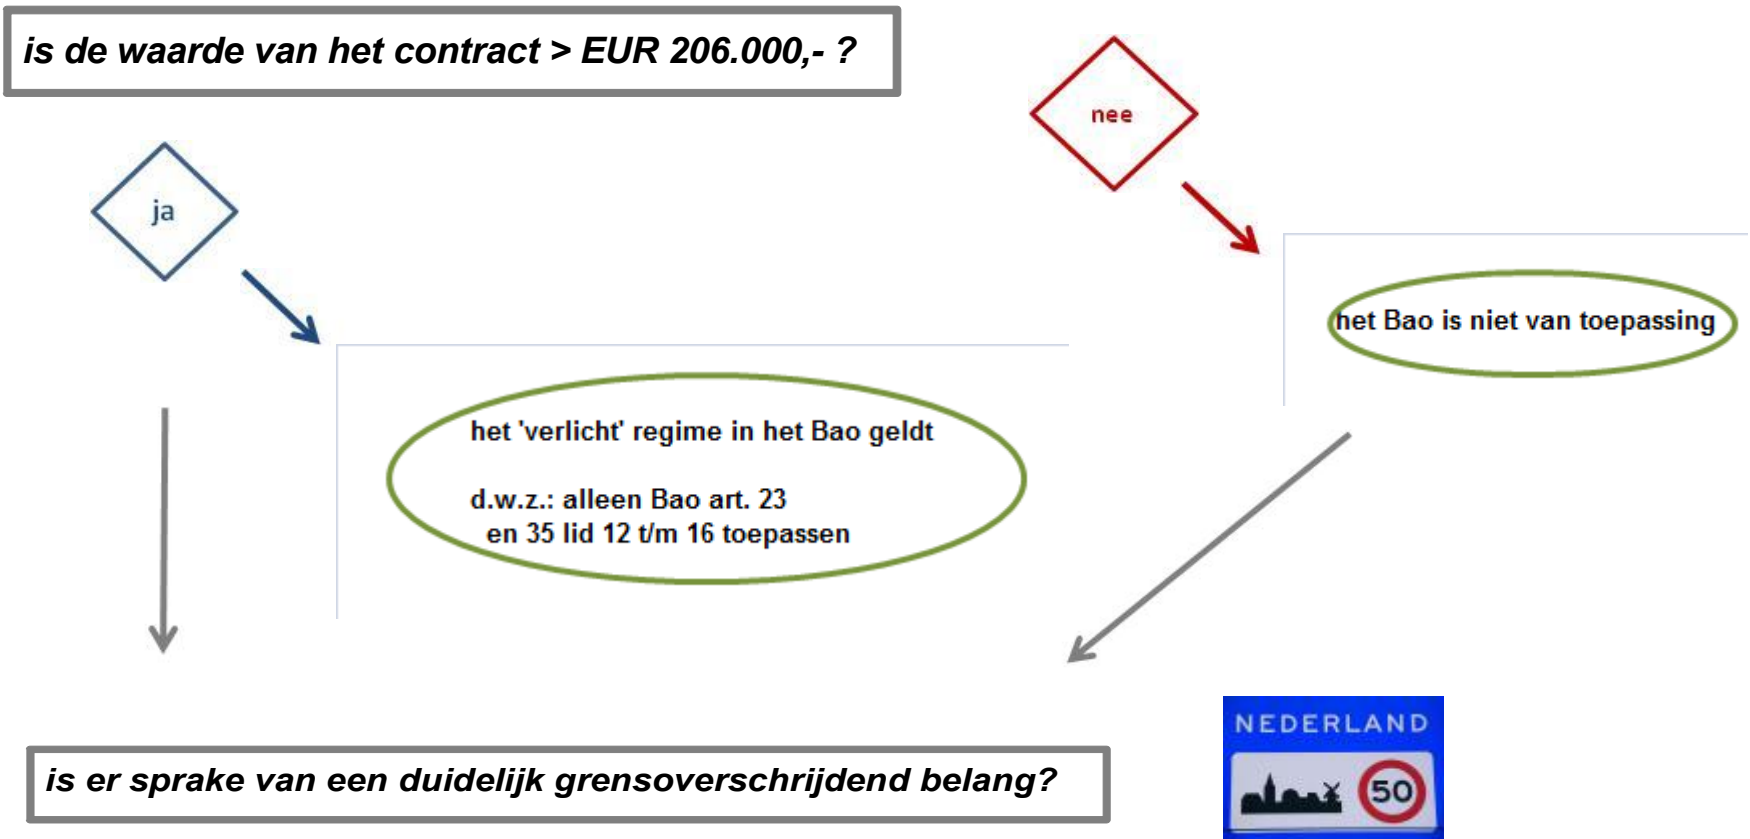 is de waarde van het contract > EUR 206.000,- ?
nee
ja
het Bao is niet van toepassing
het 'verlicht' regime in het Bao geldt
d.w.z.: alleen Bao art. 23
en 35 lid 12 t/m 16 toepassen
NEDERLAND
50
is er sprake van een duidelijk grensoverschrijdend belang?